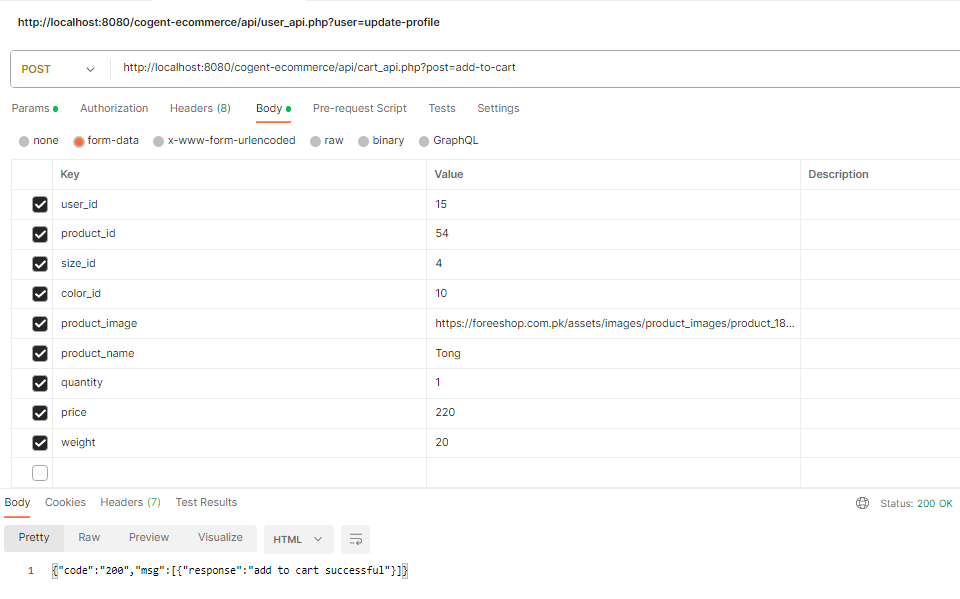 http://localhost:8080/cogent-ecommerce/api/user_api.php?user=update-profile
POST http://localhost:8080/cogent-ecommerce/api/cart_api.php?post=add-to-cart
Params Authorization Headers (8) Body Pre-request Script Tests Settings
none form-data x-www-form-urlencoded raw binary GraphQL
Key Value Description
user_id 15
product_id 54
size_id 4
color_id 10
product_image https://foreeshop.com.pk/assets/images/product_images/product_18...
product_name Tong
quantity 1
price 220
weight 20
Body Cookies Headers (7) Test Results Status: 200 OK
Pretty Raw Preview Visualize HTML
1 {"code":"200","msg":[{"response":"add to cart successful"}]}